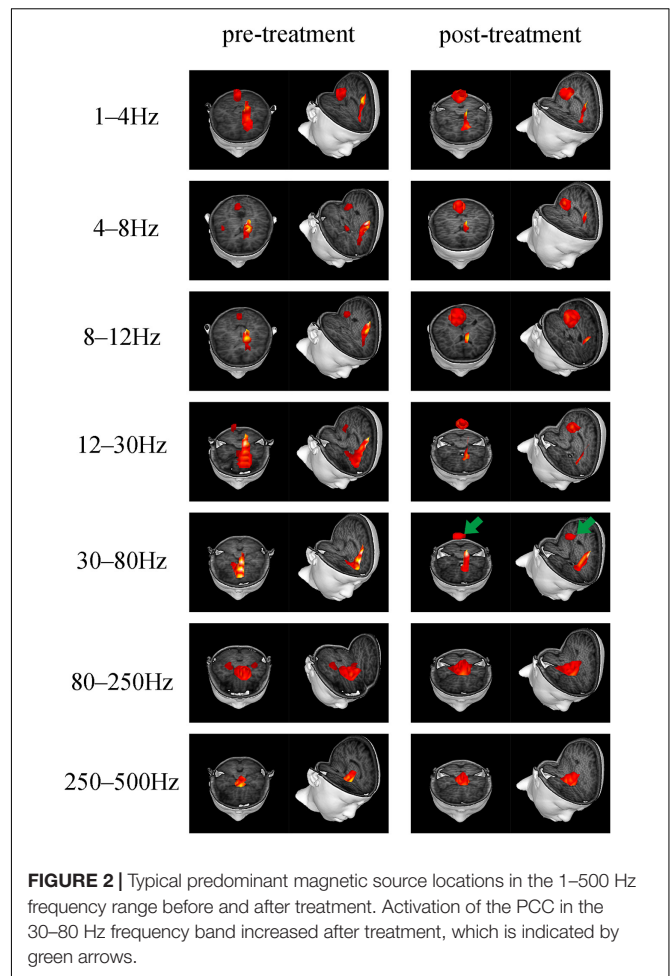 pre-treatment post-treatment
1–4Hz
4–8Hz
8–12Hz
12–30Hz
30–80Hz
80–250Hz
250–500Hz
FIGURE 2 | Typical predominant magnetic source locations in the 1–500 Hz
frequency range before and after treatment. Activation of the PCC in the
30–80 Hz frequency band increased after treatment, which is indicated by
green arrows.